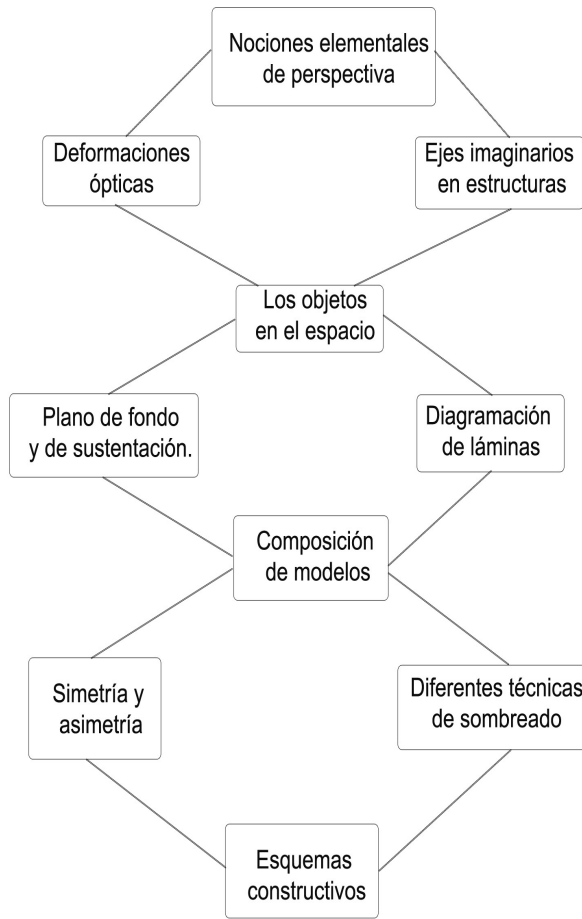 Nociones elementales
de perspectiva
Deformaciones
ópticas
Ejes imaginarios
en estructuras
Los objetos
en el espacio
Plano de fondo
y de sustentación.
Diagramación
de láminas
Composición
de modelos
Simetría y
asimetría
Diferentes técnicas
de sombreado
Esquemas
constructivos